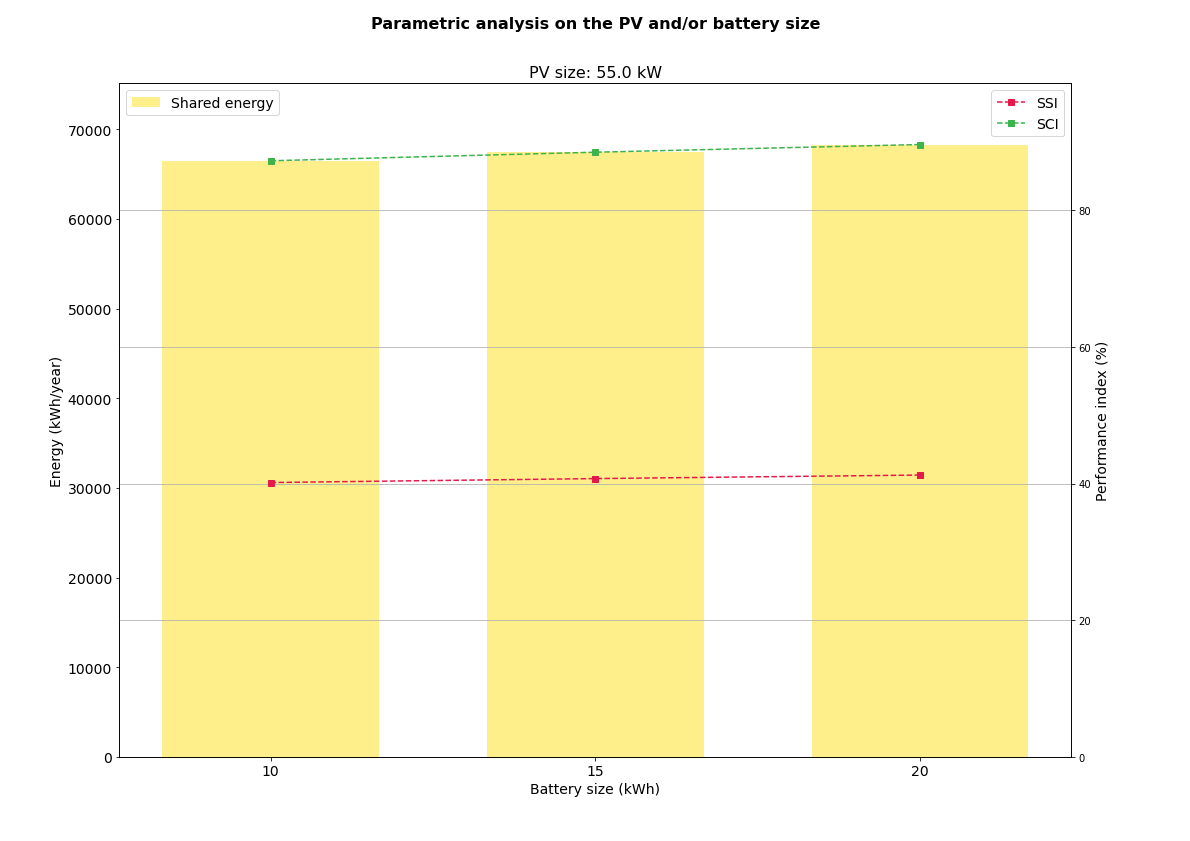 Parametric analysis on the PV and/or battery size
PV size: 55.0 kW
Shared energy
SSI
SCI
70000
60000
50000
40000
30000
20000
10000
0
Energy (kWh/year)
80
60
40
20
0
Performance index (%)
10 15 20
Battery size (kWh)